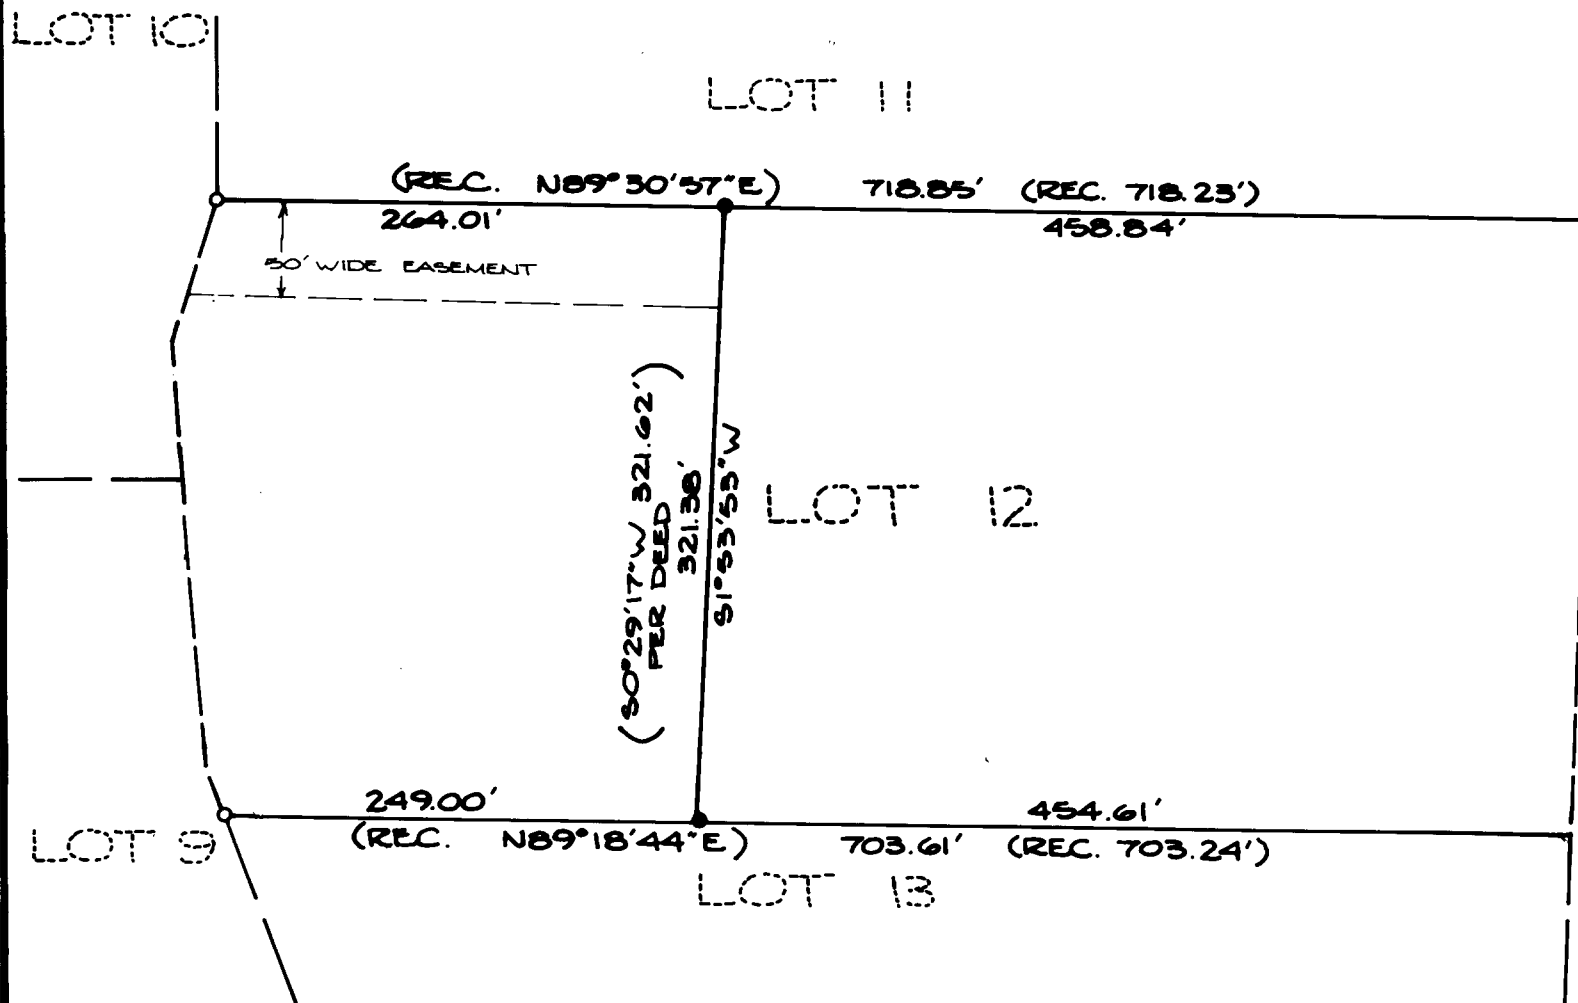 LOT 10
LOT 11
(REC. N89°30'57"E) 718.85' (REC. 718.23')
264.01' 458.84'
50' WIDE EASEMENT
(S0°29'17"W 321.62')
PER DEED
321.38'
S1°53'53"W
LOT 12
249.00' 454.61'
(REC. N89°18'44"E) 703.61' (REC. 703.24')
LOT 9
LOT 13